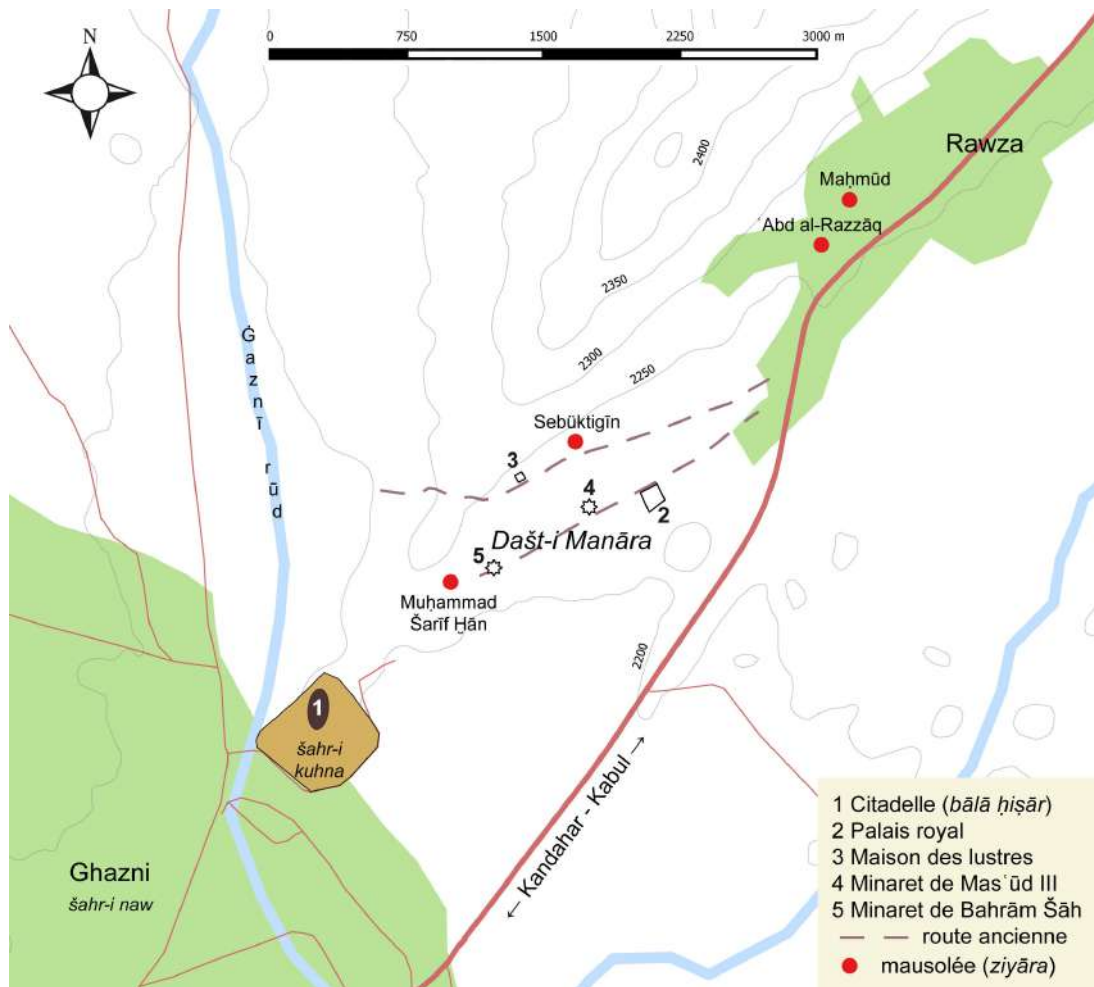 N
0 750 1500 2250 3000 m
2400
Rawza
Maḥmūd
ʿAbd al-Razzāq
2350
2300
2250
Ġaznī rūd
Sebüktigīn
3
4
2
Dašt-i Manāra
5
Muḥammad
Šarīf Ḫān
2200
1
šahr-i
kuhna
← Kandahar - Kabul →
Ghazni
šahr-i naw
1 Citadelle (bālā ḥiṣār)
2 Palais royal
3 Maison des lustres
4 Minaret de Masʿūd III
5 Minaret de Bahrām Šāh
route ancienne
mausolée (ziyāra)